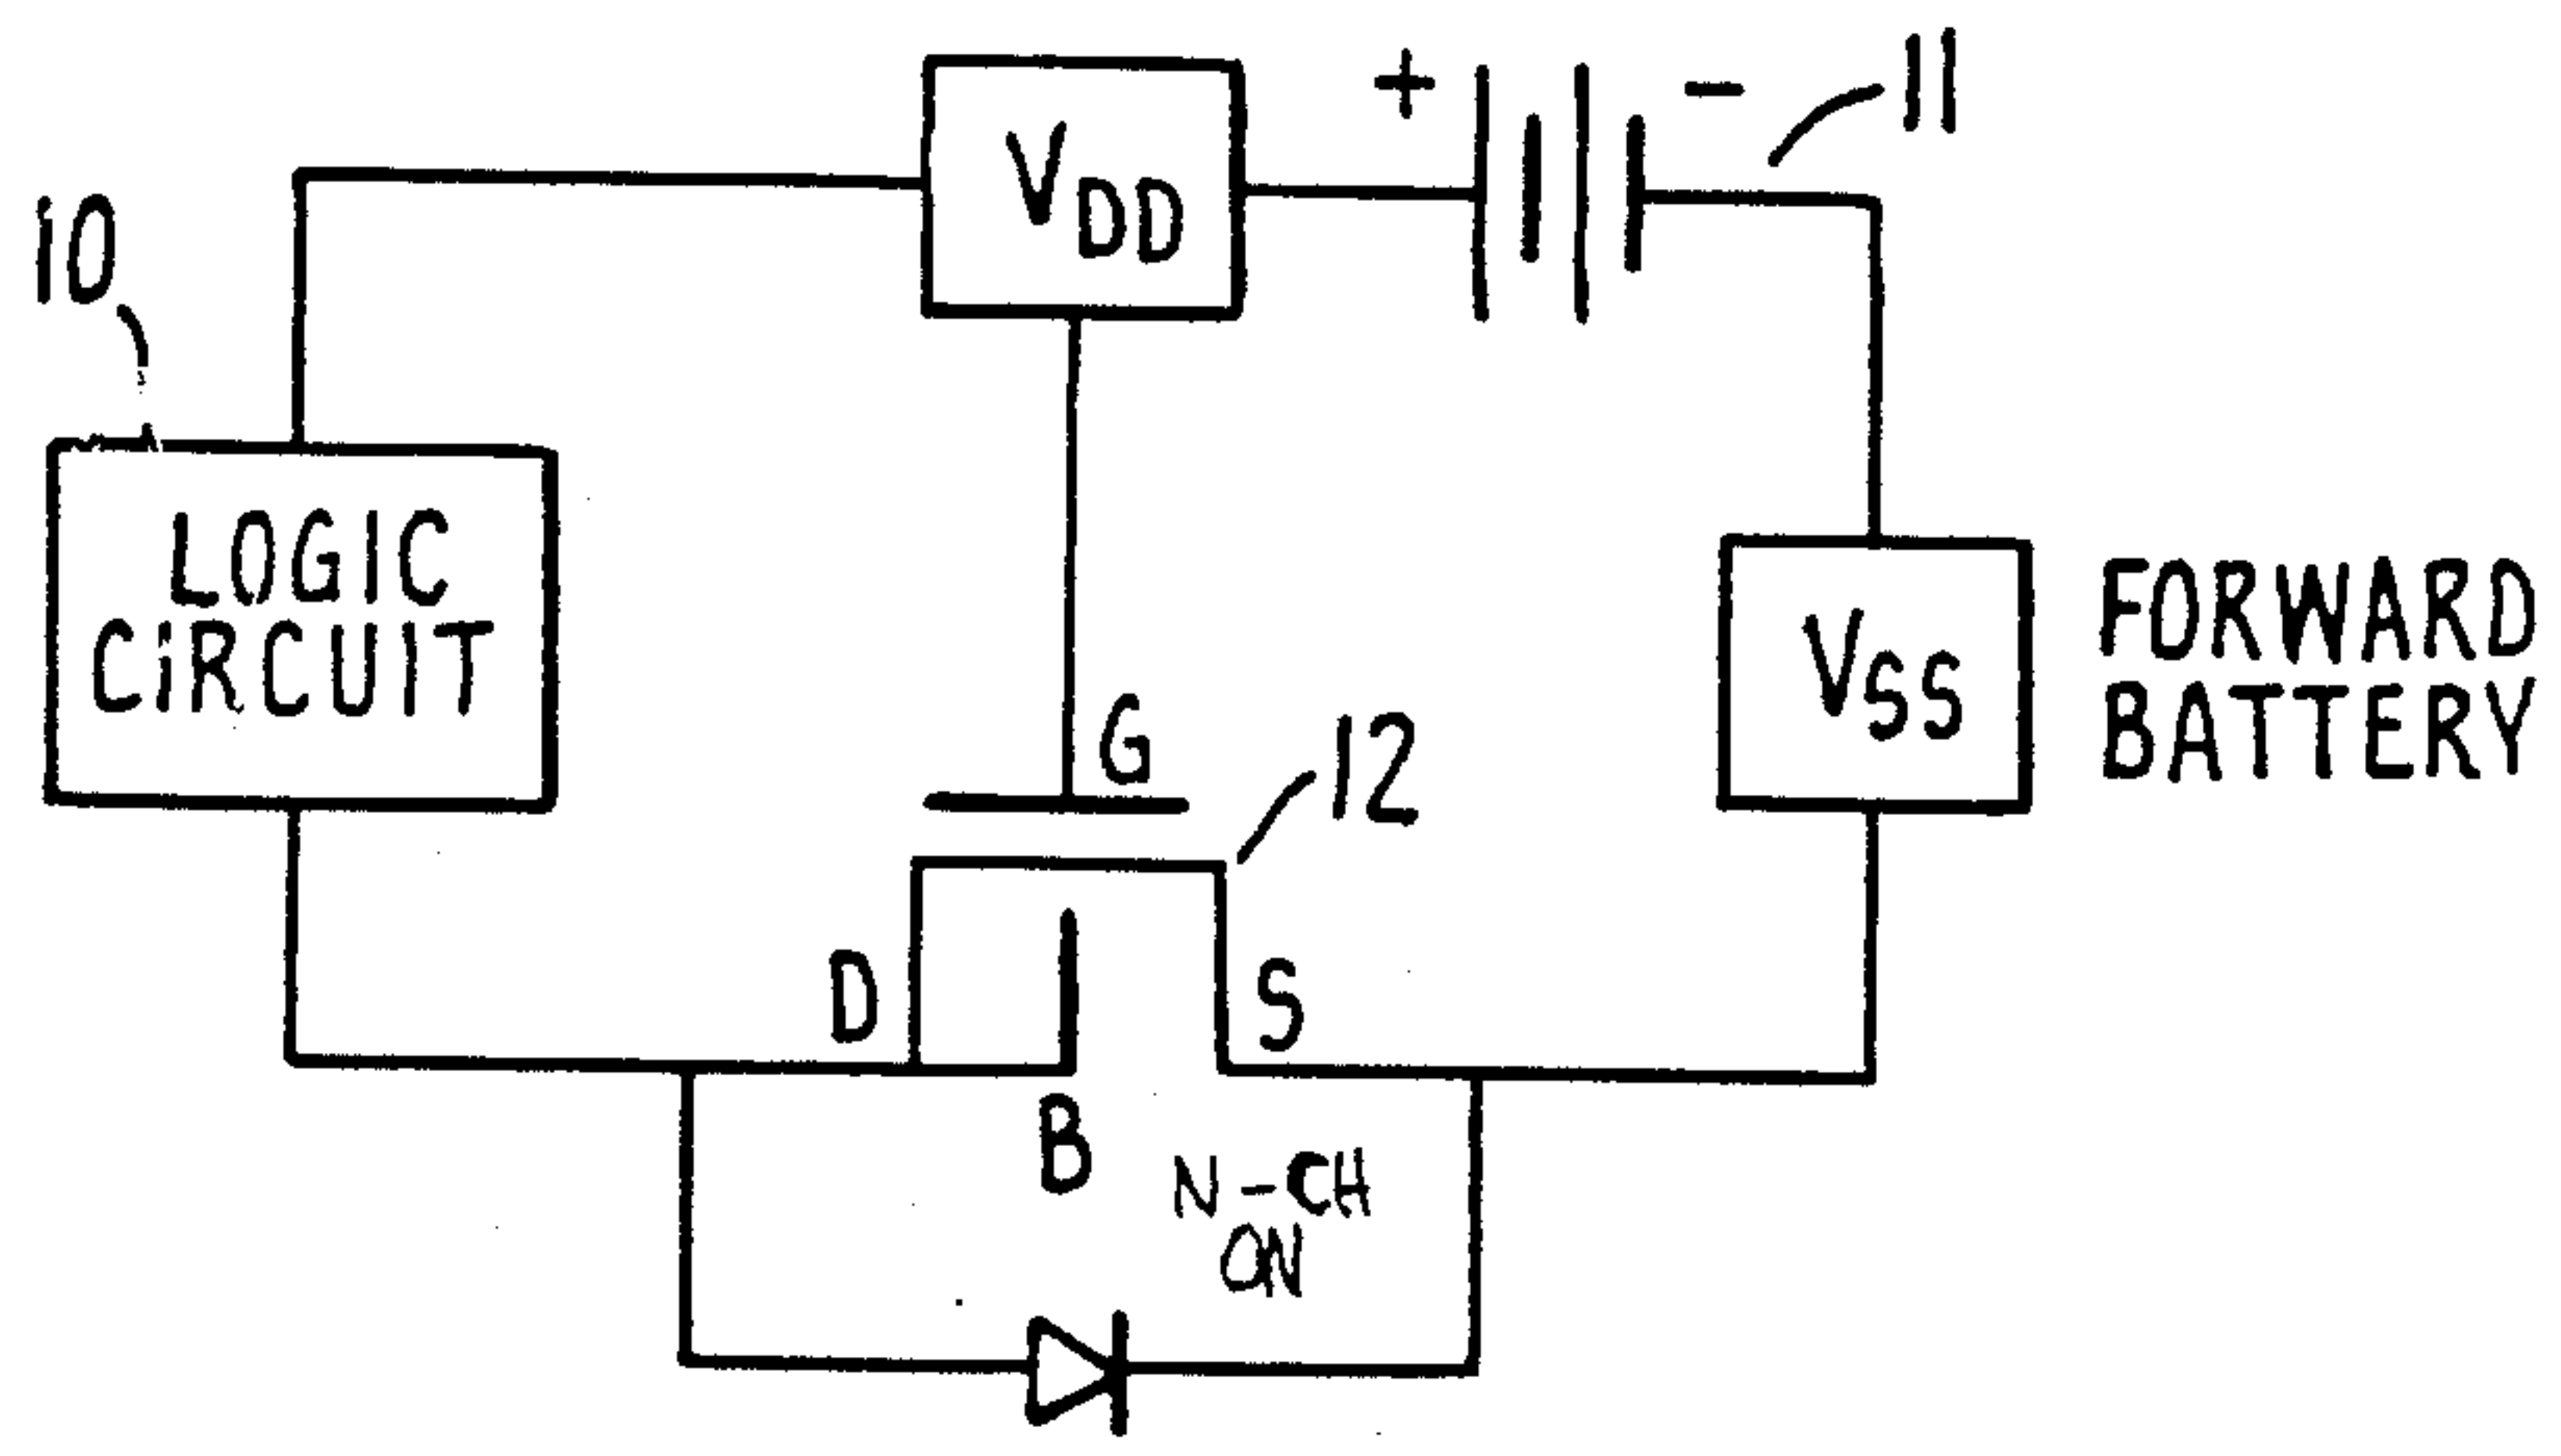 +
-
11
VDD
10
LOGIC
CiRCUIT
FORWARD
BATTERY
VSS
G
12
D
S
B
N-CH
ON